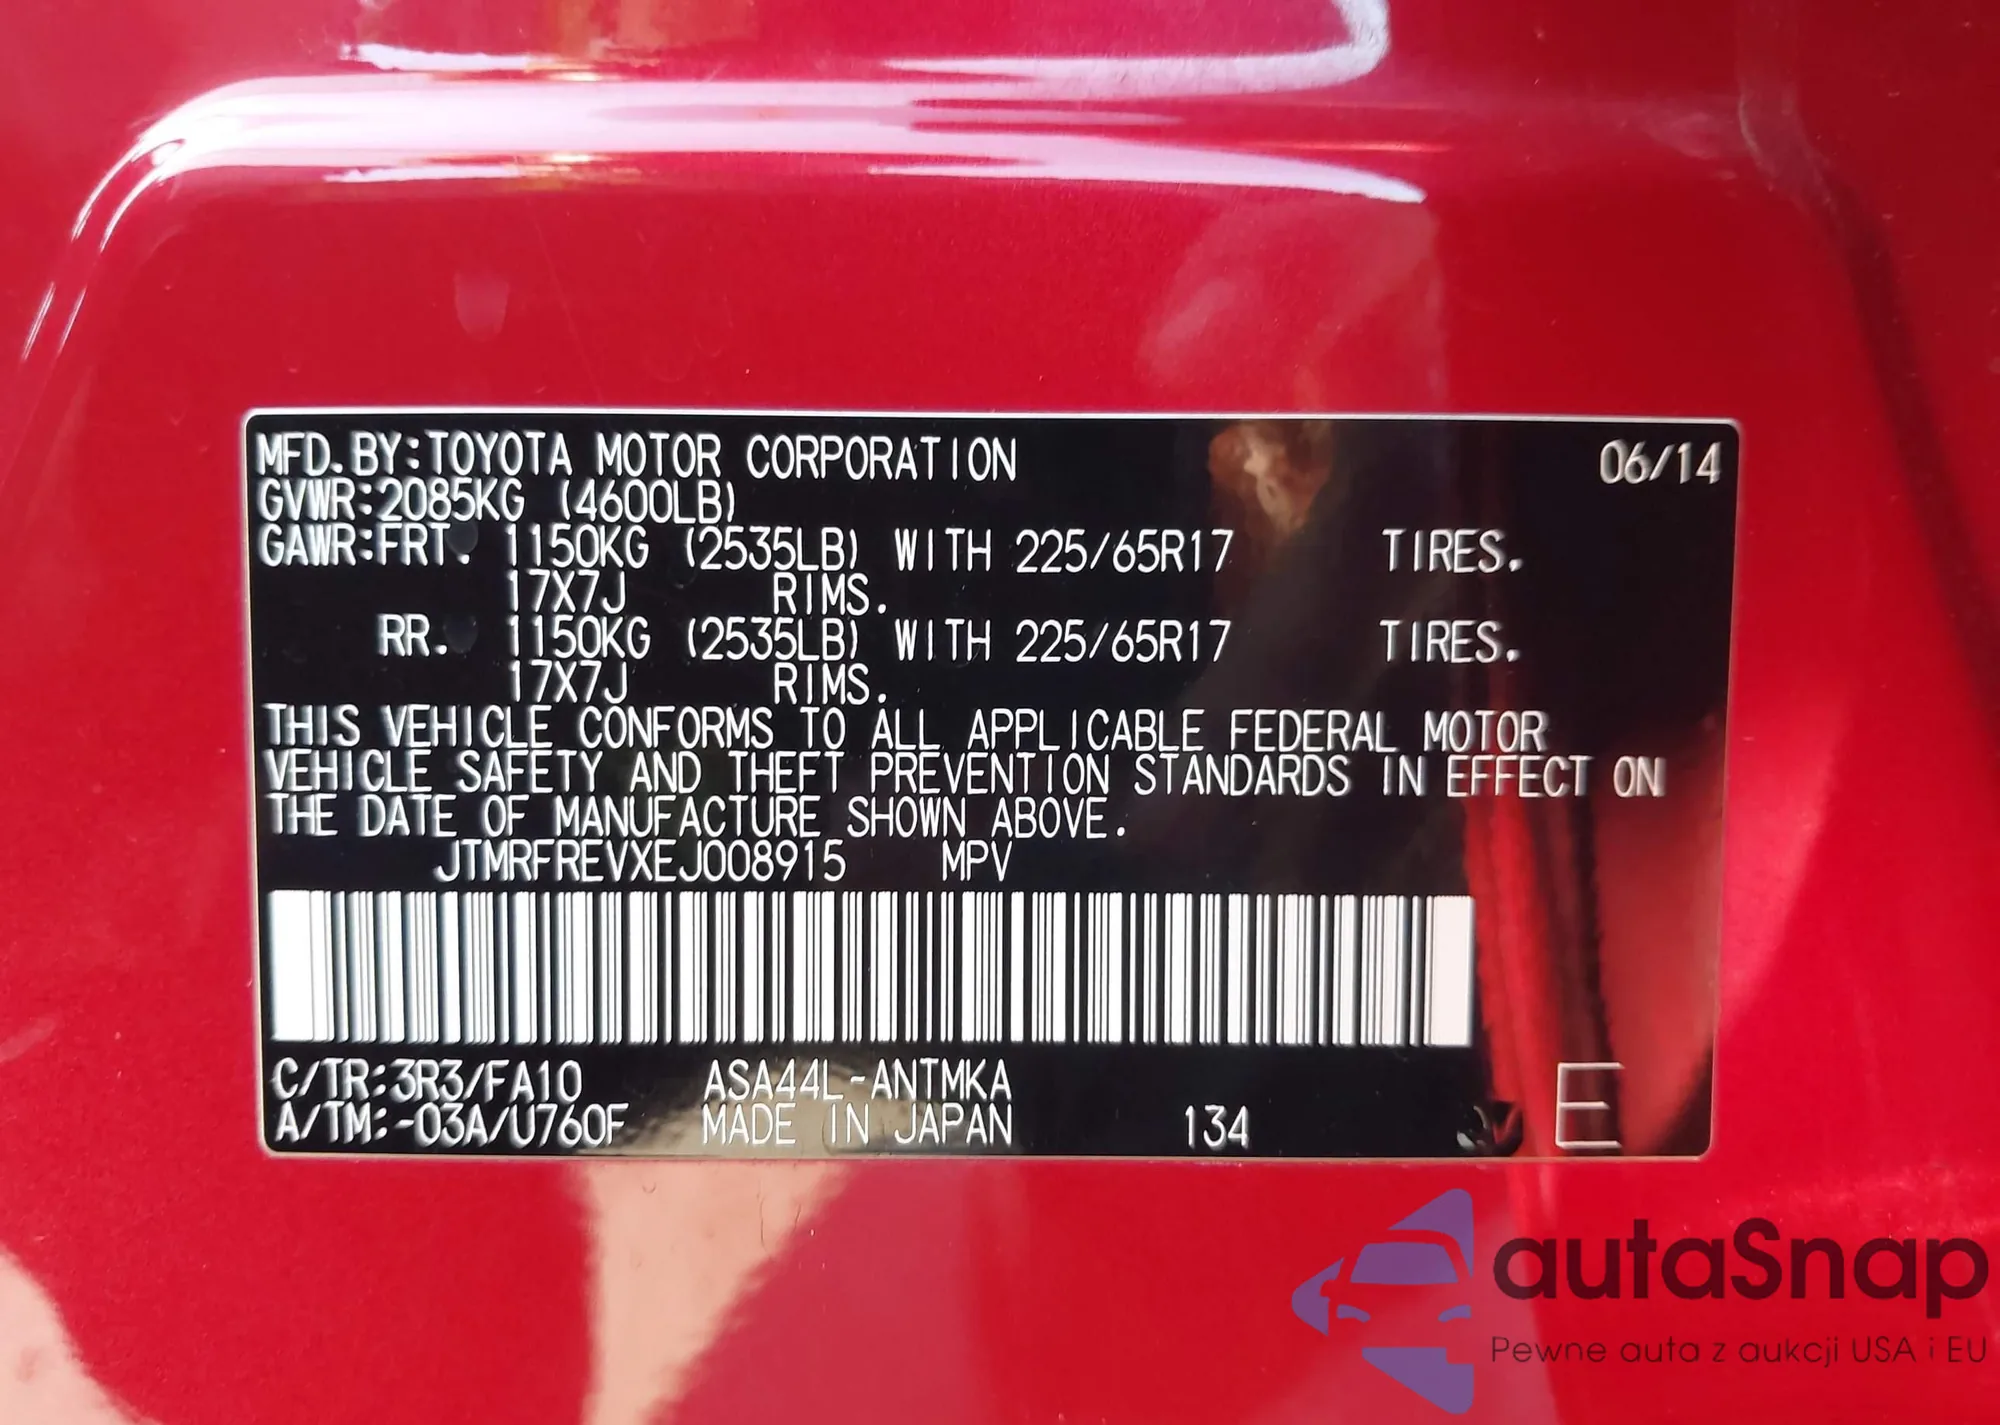 MFD.BY:TOYOTA MOTOR CORPORATION 06/14
GVWR:2085KG (4600LB)
GAWR:FRT. 1150KG (2535LB) WITH 225/65R17 TIRES.
17X7J RIMS.
RR. 1150KG (2535LB) WITH 225/65R17 TIRES.
17X7J RIMS.
THIS VEHICLE CONFORMS TO ALL APPLICABLE FEDERAL MOTOR
VEHICLE SAFETY AND THEFT PREVENTION STANDARDS IN EFFECT ON
THE DATE OF MANUFACTURE SHOWN ABOVE.
JTMRFREVXEJ008915 MPV
C/TR:3R3/FA10 ASA44L-ANTMKA
A/TM:-03A/U760F MADE IN JAPAN 134 E
autaSnap
Pewne auta z aukcji USA i EU